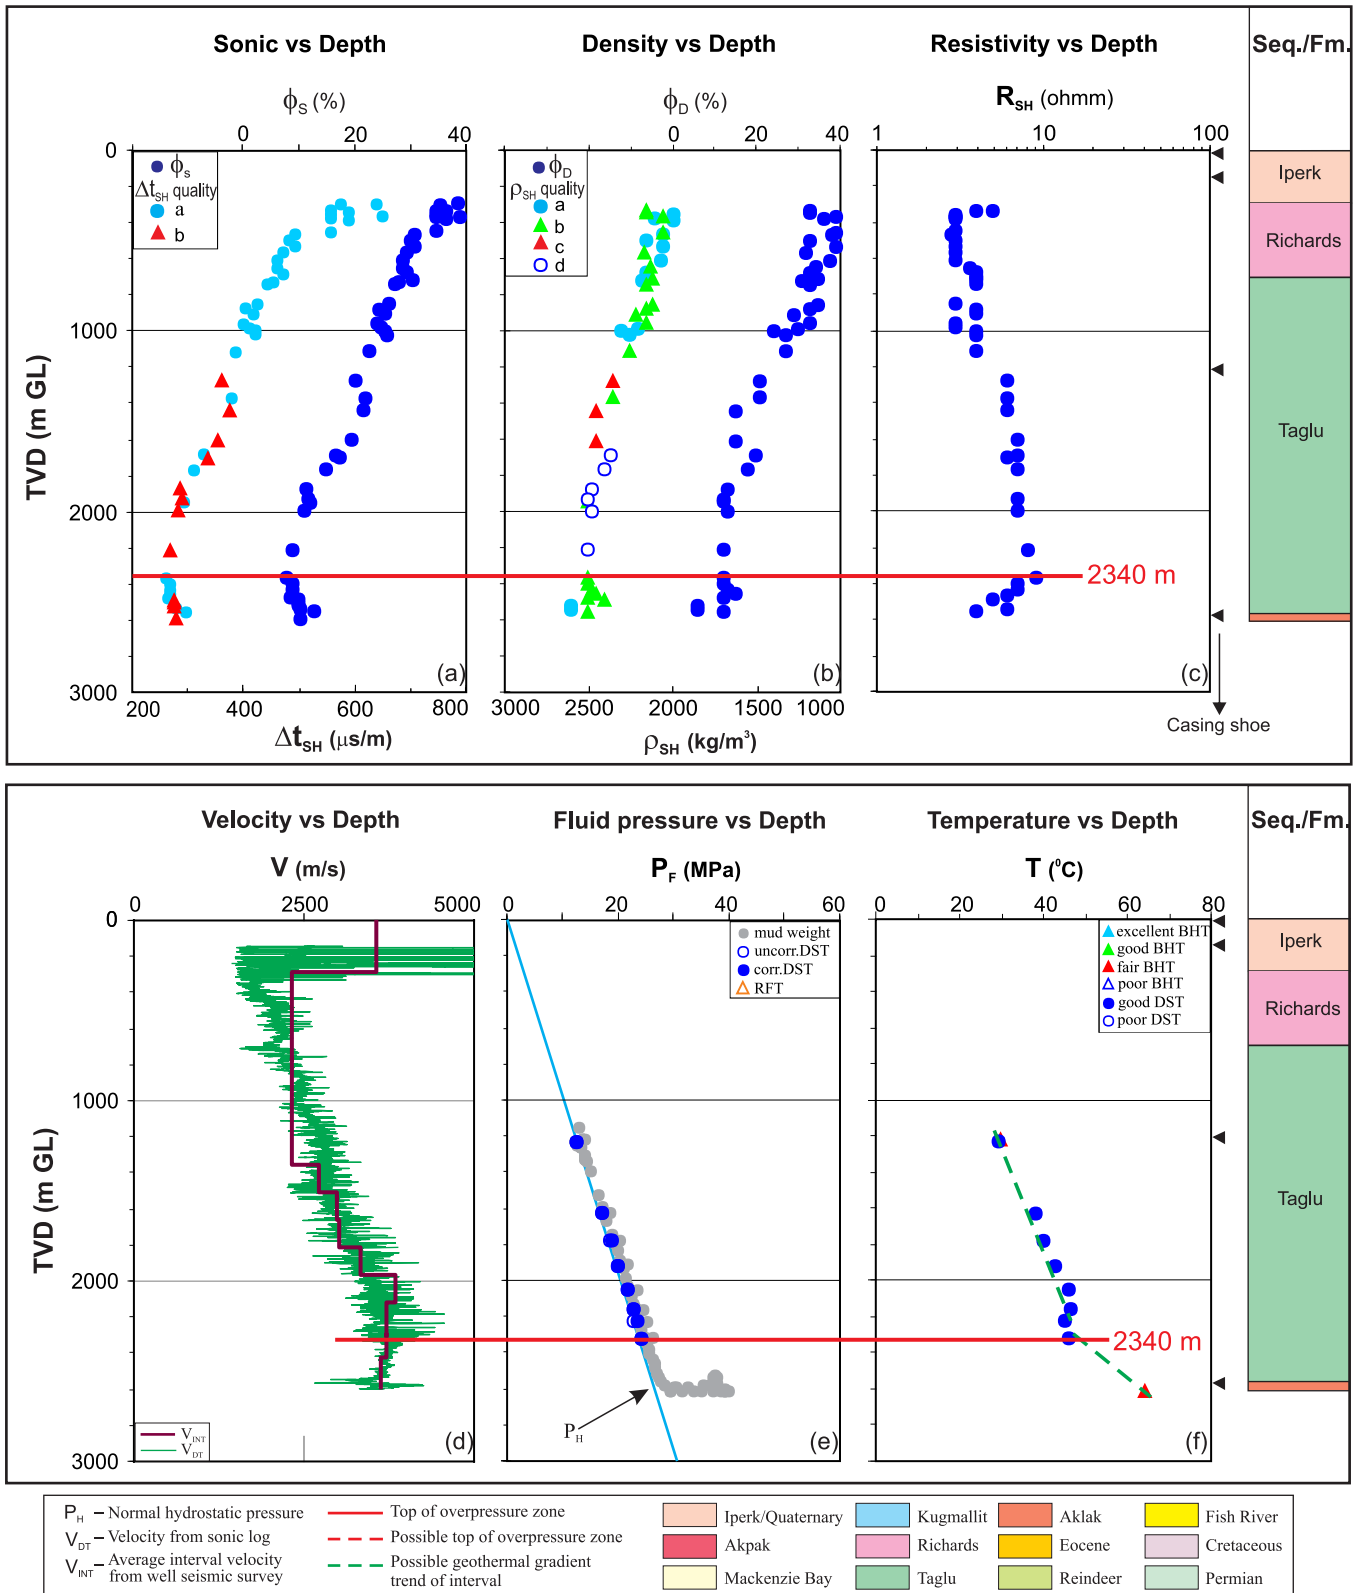 Sonic vs Depth Density vs Depth Resistivity vs Depth Seq./Fm.
ϕS (%) ϕD (%) RSH (ohmm)
0 20 40 0 20 40 1 10 100
0
ϕs ϕD
ΔtSH quality ρSH quality
a a
b b
c
d
Iperk
Richards
1000
TVD (m GL)
Taglu
2000
2340 m
3000
(a) (b) (c)
200 400 600 800 3000 2500 2000 1500 1000
ΔtSH (μs/m) ρSH (kg/m³)
Casing shoe
Velocity vs Depth Fluid pressure vs Depth Temperature vs Depth Seq./Fm.
V (m/s) PF (MPa) T (⁰C)
0 2500 5000 0 20 40 60 0 20 40 60 80
0
mud weight
uncorr.DST
corr.DST
RFT
excellent BHT
good BHT
fair BHT
poor BHT
good DST
poor DST
Iperk
Richards
1000
TVD (m GL)
Taglu
2000
2340 m
PH
VINT
VDT
(d) (e) (f)
3000
PH – Normal hydrostatic pressure
VDT – Velocity from sonic log
VINT – Average interval velocity
from well seismic survey
Top of overpressure zone
Possible top of overpressure zone
Possible geothermal gradient
trend of interval
Iperk/Quaternary Kugmallit Aklak Fish River
Akpak Richards Eocene Cretaceous
Mackenzie Bay Taglu Reindeer Permian